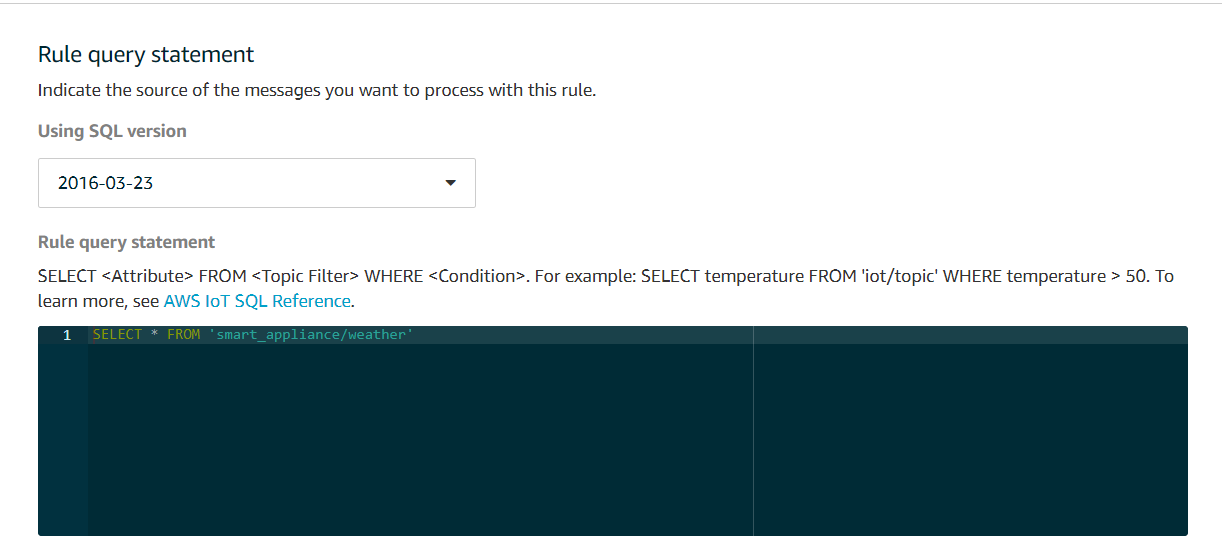 Rule query statement
Indicate the source of the messages you want to process with this rule.
Using SQL version
2016-03-23
Rule query statement
SELECT <Attribute> FROM <Topic Filter> WHERE <Condition>. For example: SELECT temperature FROM 'iot/topic' WHERE temperature > 50. To
learn more, see AWS IoT SQL Reference.
1 SELECT * FROM 'smart_appliance/weather'